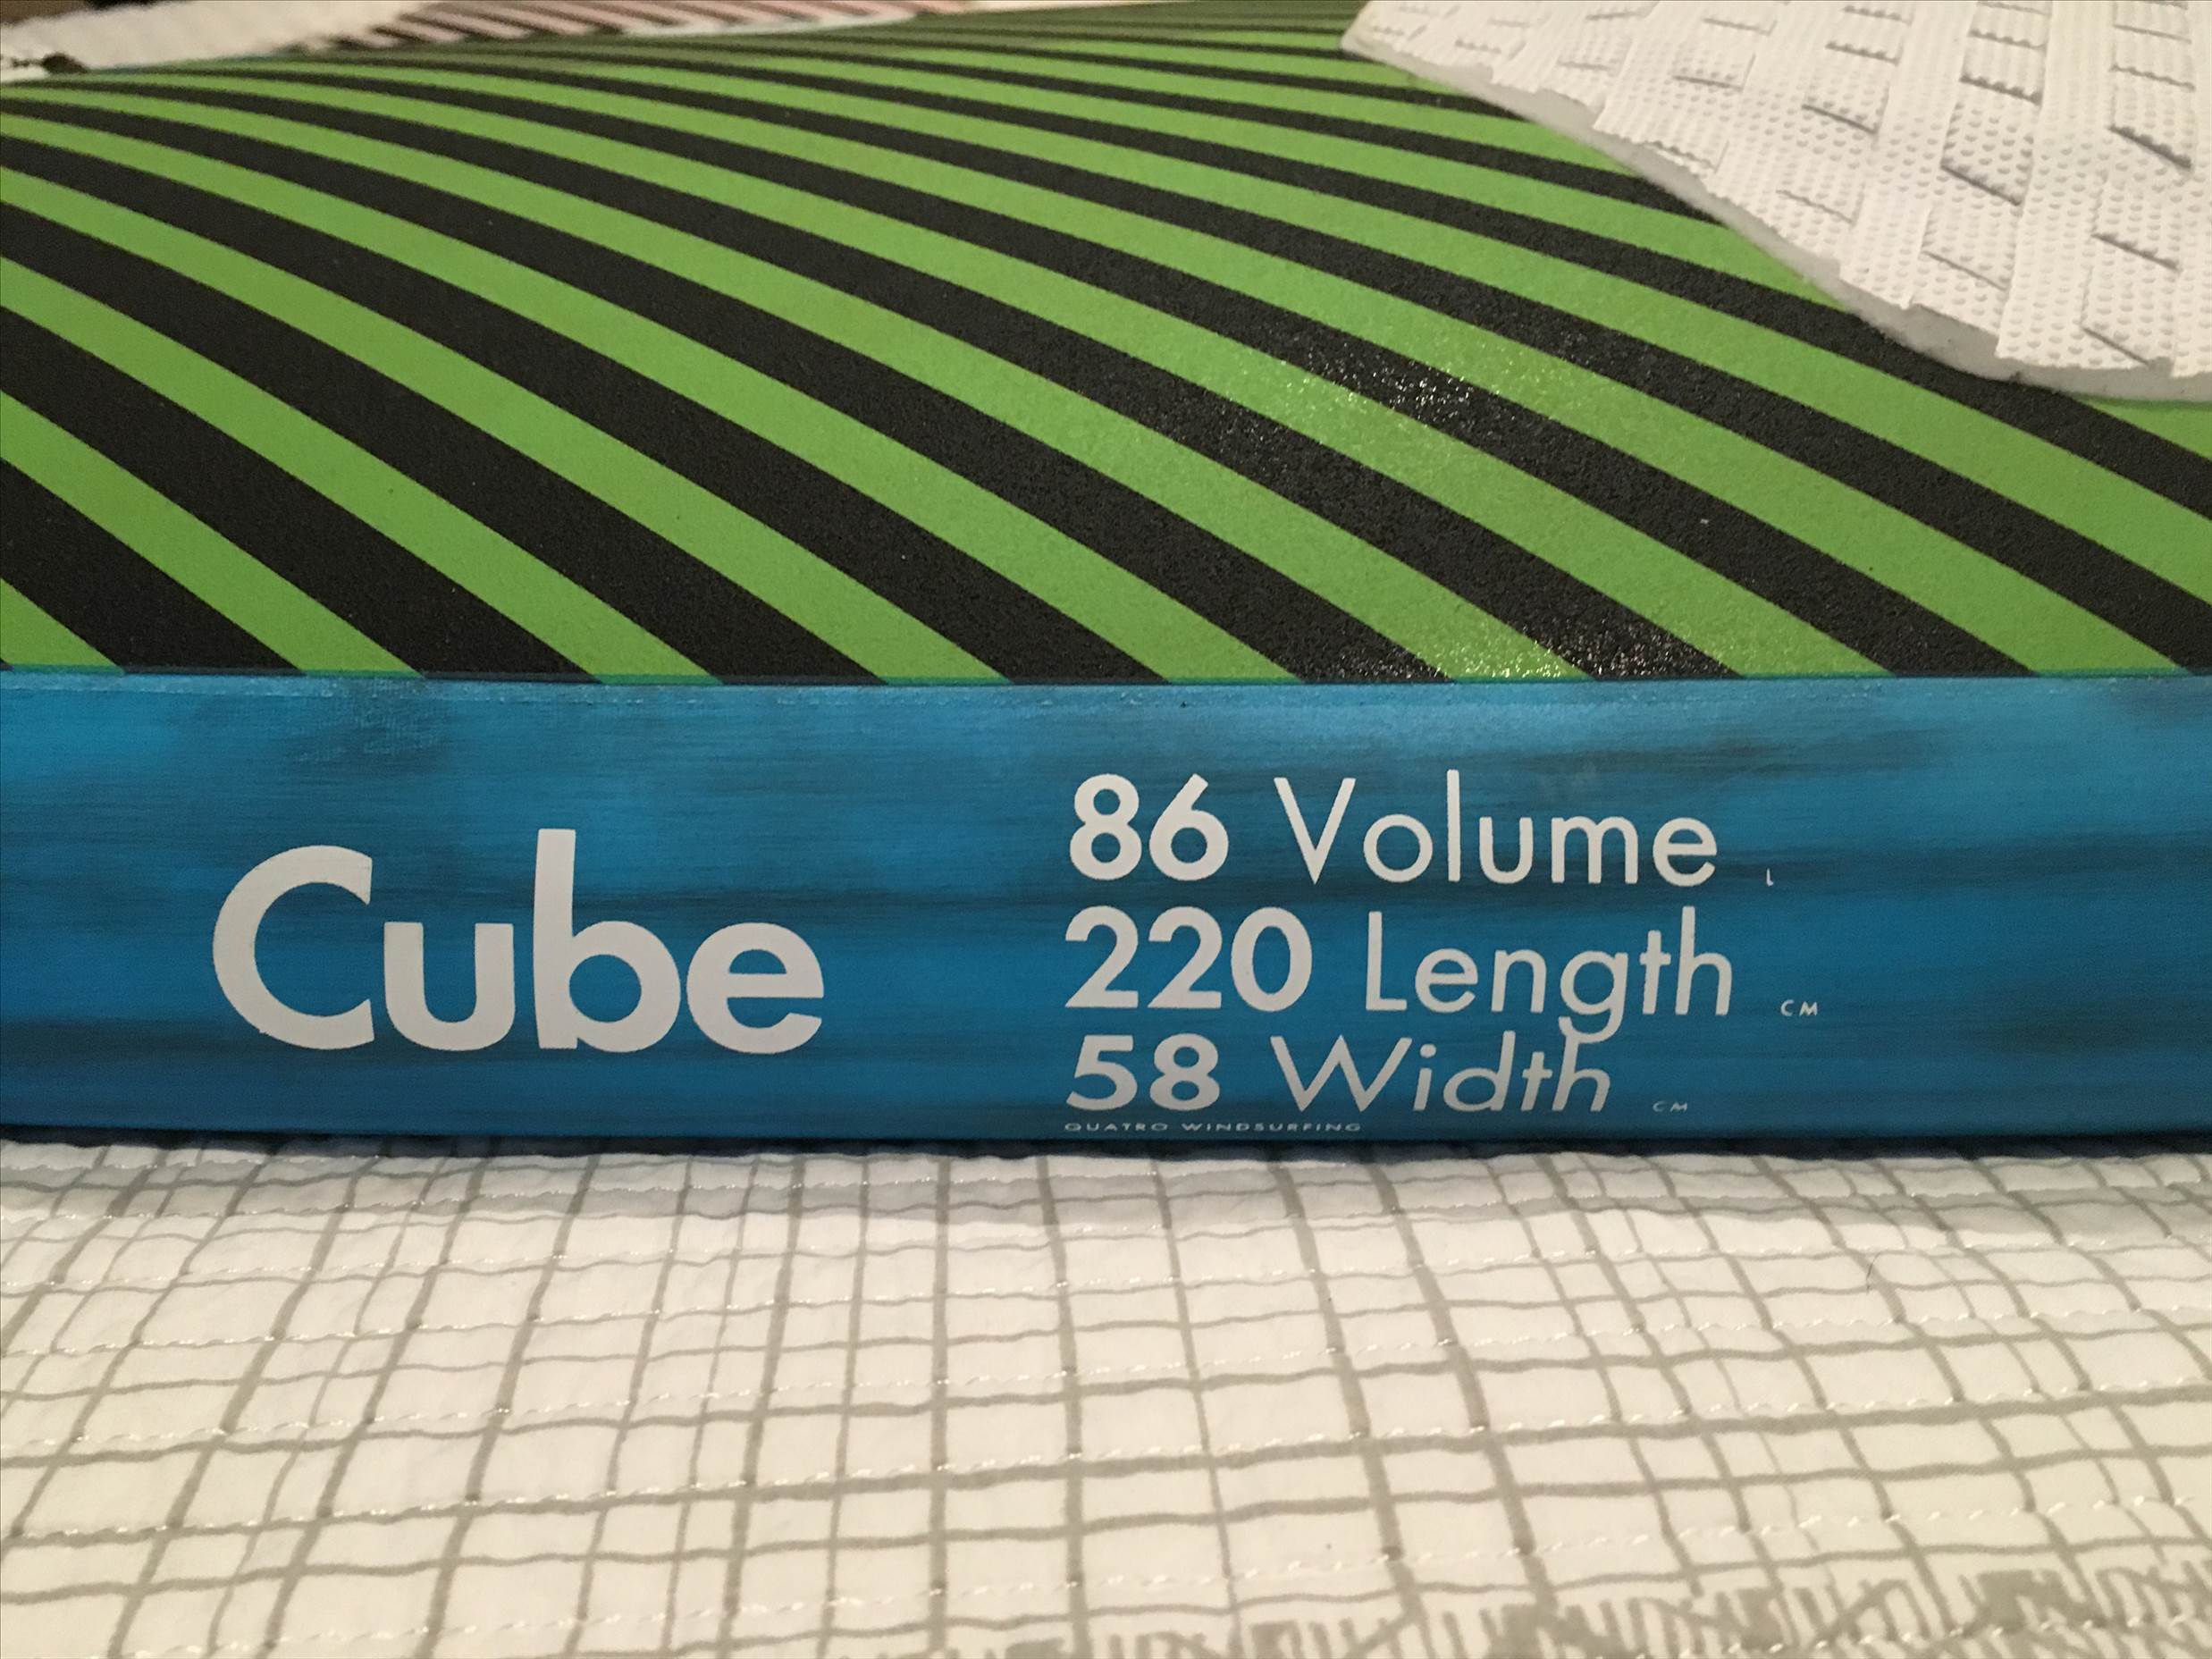 Cube
86 Volume L
220 Length CM
58 Width CM
QUATRO WINDSURFING